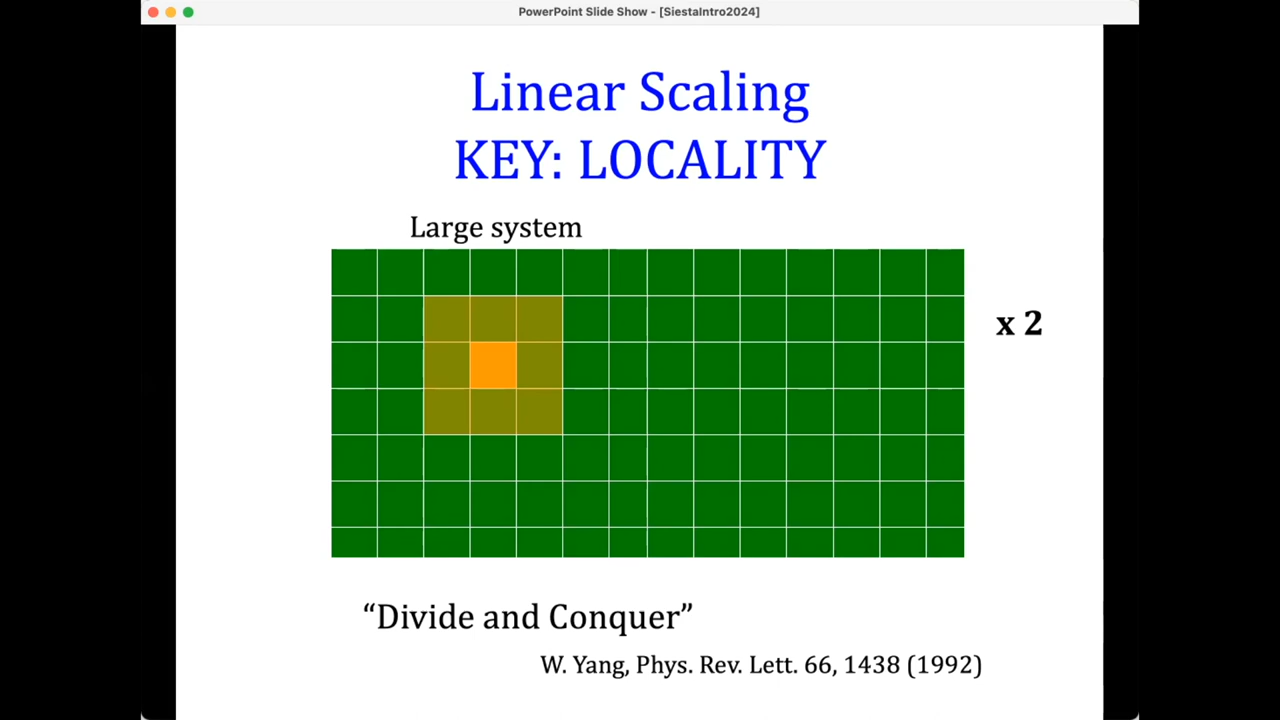 PowerPoint Slide Show - [SiestaIntro2024]
Linear Scaling
KEY: LOCALITY
Large system
x 2
“Divide and Conquer”
W. Yang, Phys. Rev. Lett. 66, 1438 (1992)